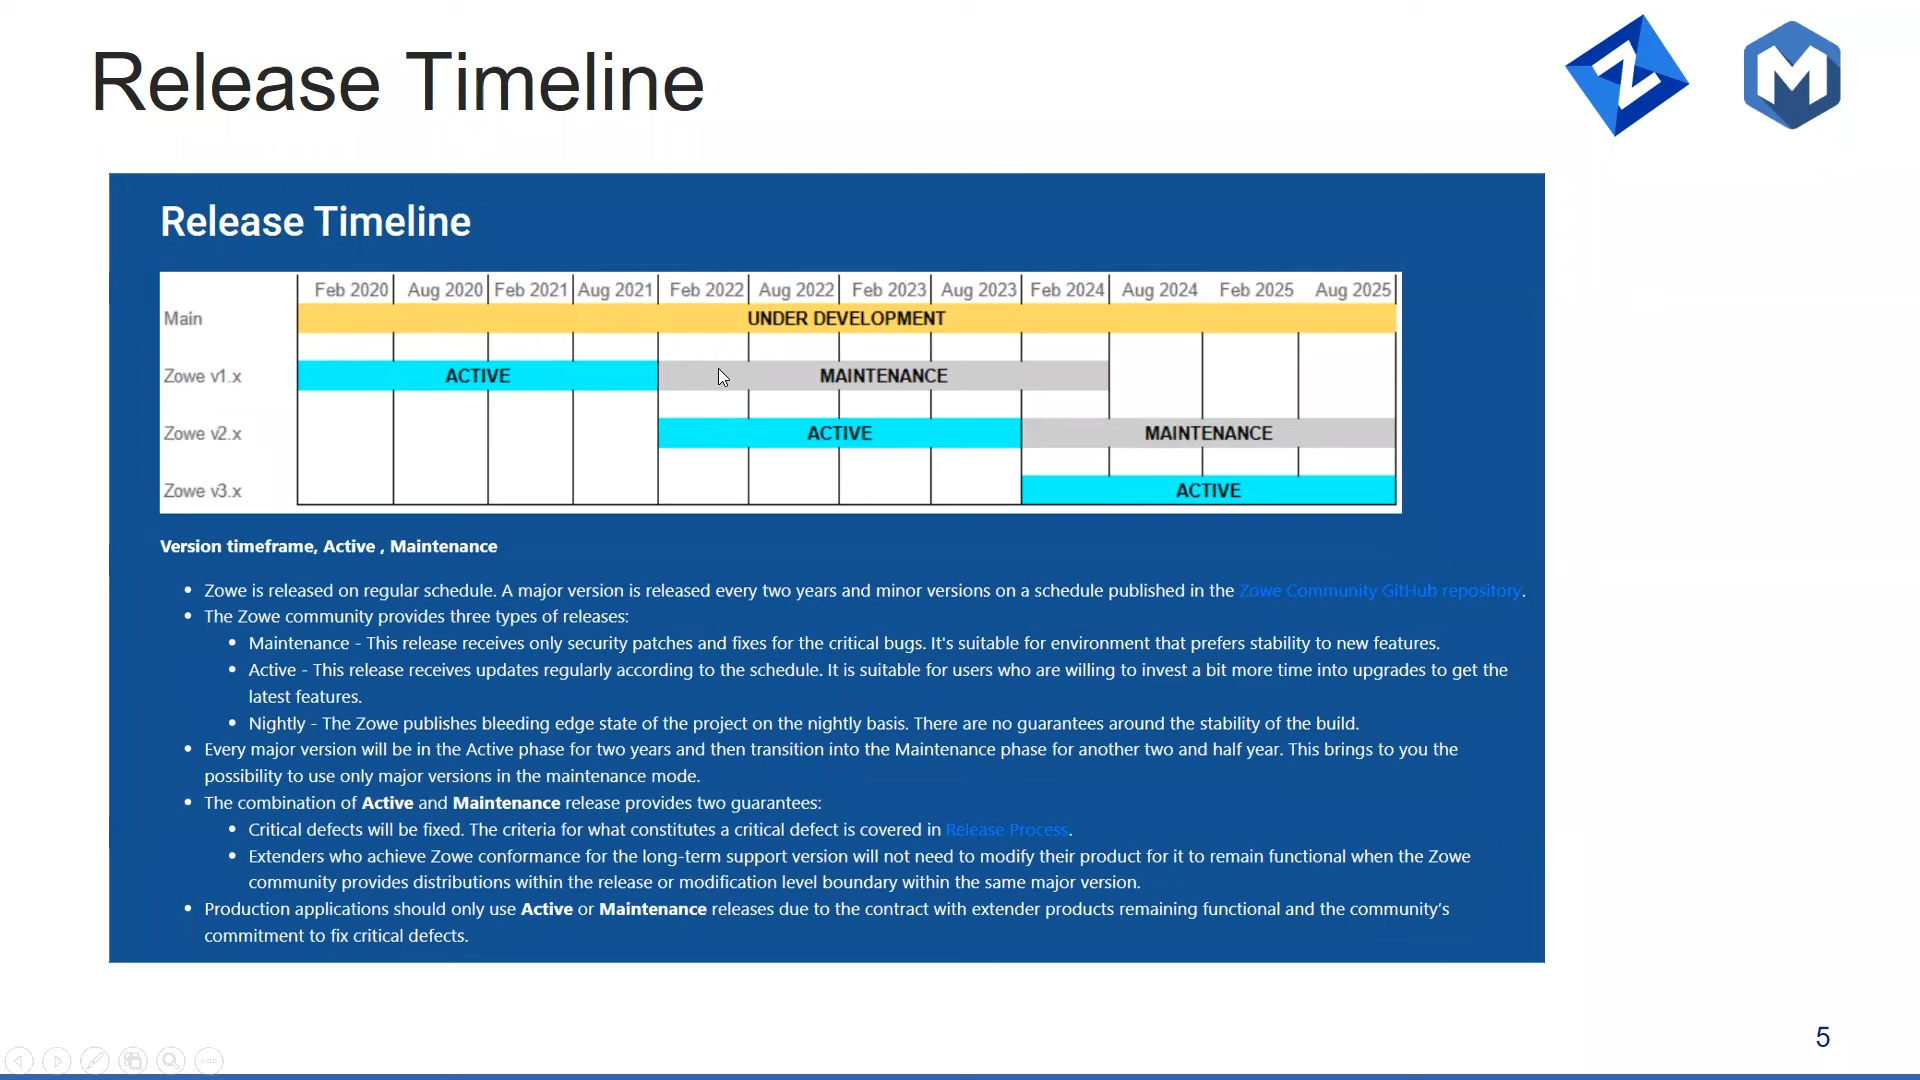 Release Timeline
Z
M
Release Timeline
Feb 2020 Aug 2020 Feb 2021 Aug 2021 Feb 2022 Aug 2022 Feb 2023 Aug 2023 Feb 2024 Aug 2024 Feb 2025 Aug 2025
Main UNDER DEVELOPMENT
Zowe v1.x ACTIVE MAINTENANCE
Zowe v2.x ACTIVE MAINTENANCE
Zowe v3.x ACTIVE
Version timeframe, Active , Maintenance
• Zowe is released on regular schedule. A major version is released every two years and minor versions on a schedule published in the Zowe Community GitHub repository.
• The Zowe community provides three types of releases:
• Maintenance - This release receives only security patches and fixes for the critical bugs. It's suitable for environment that prefers stability to new features.
• Active - This release receives updates regularly according to the schedule. It is suitable for users who are willing to invest a bit more time into upgrades to get the
latest features.
• Nightly - The Zowe publishes bleeding edge state of the project on the nightly basis. There are no guarantees around the stability of the build.
• Every major version will be in the Active phase for two years and then transition into the Maintenance phase for another two and half year. This brings to you the
possibility to use only major versions in the maintenance mode.
• The combination of Active and Maintenance release provides two guarantees:
• Critical defects will be fixed. The criteria for what constitutes a critical defect is covered in Release Process.
• Extenders who achieve Zowe conformance for the long-term support version will not need to modify their product for it to remain functional when the Zowe
community provides distributions within the release or modification level boundary within the same major version.
• Production applications should only use Active or Maintenance releases due to the contract with extender products remaining functional and the community's
commitment to fix critical defects.
5